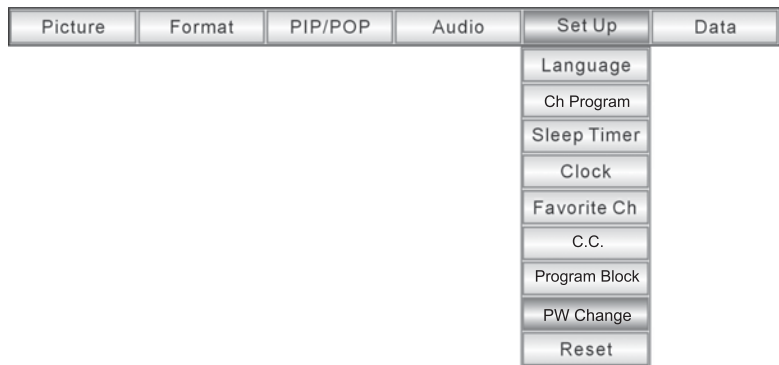 Picture Format PIP/POP Audio Set Up Data
Language
Ch Program
Sleep Timer
Clock
Favorite Ch
C.C.
Program Block
PW Change
Reset